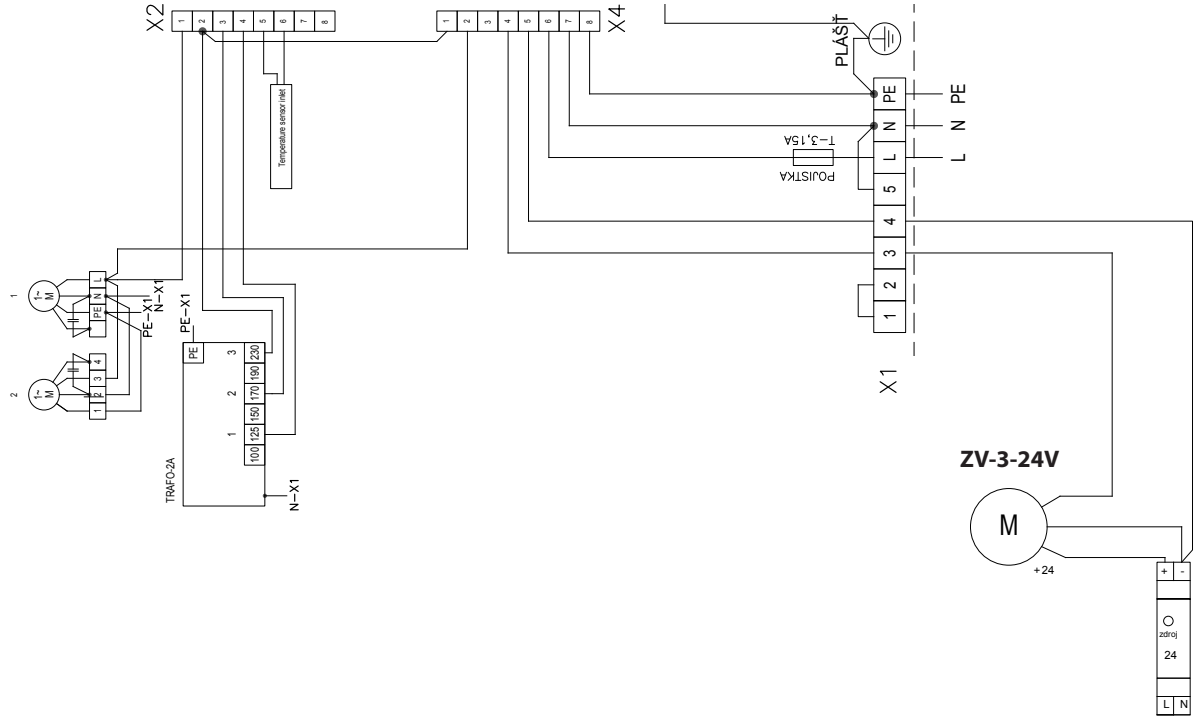 X2
1 2 3 4 5 6 7 8
1 2 3 4 5 6 7 8
X4
Temperature sensor inlet
PLÁŠŤ
PE
PE
N
N
T-3,15A
POJISTKA
L
L
5
4
3
2
1
X1
1
1~
M
L
N
PE
PE-X1
N-X1
2
1~
M
4
3
2
1
PE-X1
PE
TRAFO-2A
3
2
1
230
190
170
150
125
100
N-X1
ZV-3-24V
M
+24
+ -
zdroj
24
L N